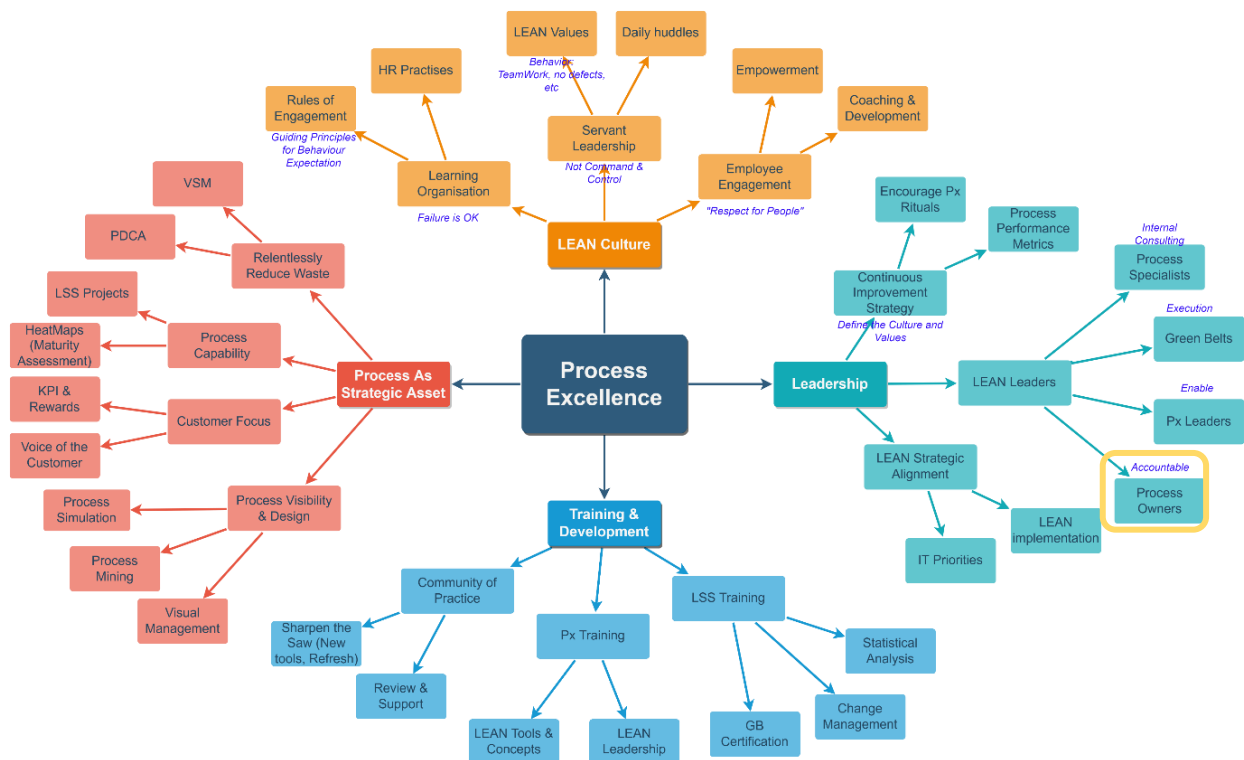 LEAN Values
Daily huddles
Behavior:
TeamWork, no defects,
etc
HR Practises
Empowerment
Rules of
Engagement
Guiding Principles
for Behaviour
Expectation
Coaching &
Development
Servant
Leadership
Not Command &
Control
Learning
Organisation
Failure is OK
Employee
Engagement
"Respect for People"
LEAN Culture
VSM
PDCA
Relentlessly
Reduce Waste
LSS Projects
HeatMaps
(Maturity
Assessment)
Process
Capability
KPI &
Rewards
Customer Focus
Voice of the
Customer
Process As
Strategic Asset
Process
Simulation
Process Visibility
& Design
Process
Mining
Visual
Management
Process
Excellence
Encourage Px
Rituals
Process
Performance
Metrics
Continuous
Improvement
Strategy
Define the Culture and
Values
Leadership
Internal
Consulting
Process
Specialists
Execution
Green Belts
LEAN Leaders
Enable
Px Leaders
Accountable
Process
Owners
LEAN Strategic
Alignment
LEAN
implementation
IT Priorities
Training &
Development
Community of
Practice
Sharpen the
Saw (New
tools, Refresh)
Review &
Support
Px Training
LEAN Tools &
Concepts
LEAN
Leadership
LSS Training
Statistical
Analysis
Change
Management
GB
Certification